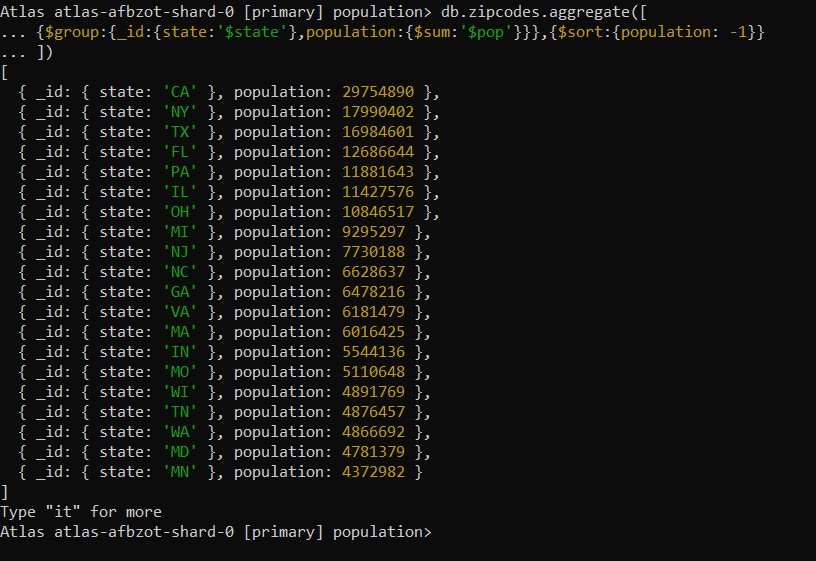 Atlas atlas-afbzot-shard-0 [primary] population> db.zipcodes.aggregate([
... {$group:{_id:{state:'$state'},population:{$sum:'$pop'}}},{$sort:{population: -1}}
... ])
[
  { _id: { state: 'CA' }, population: 29754890 },
  { _id: { state: 'NY' }, population: 17990402 },
  { _id: { state: 'TX' }, population: 16984601 },
  { _id: { state: 'FL' }, population: 12686644 },
  { _id: { state: 'PA' }, population: 11881643 },
  { _id: { state: 'IL' }, population: 11427576 },
  { _id: { state: 'OH' }, population: 10846517 },
  { _id: { state: 'MI' }, population: 9295297 },
  { _id: { state: 'NJ' }, population: 7730188 },
  { _id: { state: 'NC' }, population: 6628637 },
  { _id: { state: 'GA' }, population: 6478216 },
  { _id: { state: 'VA' }, population: 6181479 },
  { _id: { state: 'MA' }, population: 6016425 },
  { _id: { state: 'IN' }, population: 5544136 },
  { _id: { state: 'MO' }, population: 5110648 },
  { _id: { state: 'WI' }, population: 4891769 },
  { _id: { state: 'TN' }, population: 4876457 },
  { _id: { state: 'WA' }, population: 4866692 },
  { _id: { state: 'MD' }, population: 4781379 },
  { _id: { state: 'MN' }, population: 4372982 }
]
Type "it" for more
Atlas atlas-afbzot-shard-0 [primary] population>